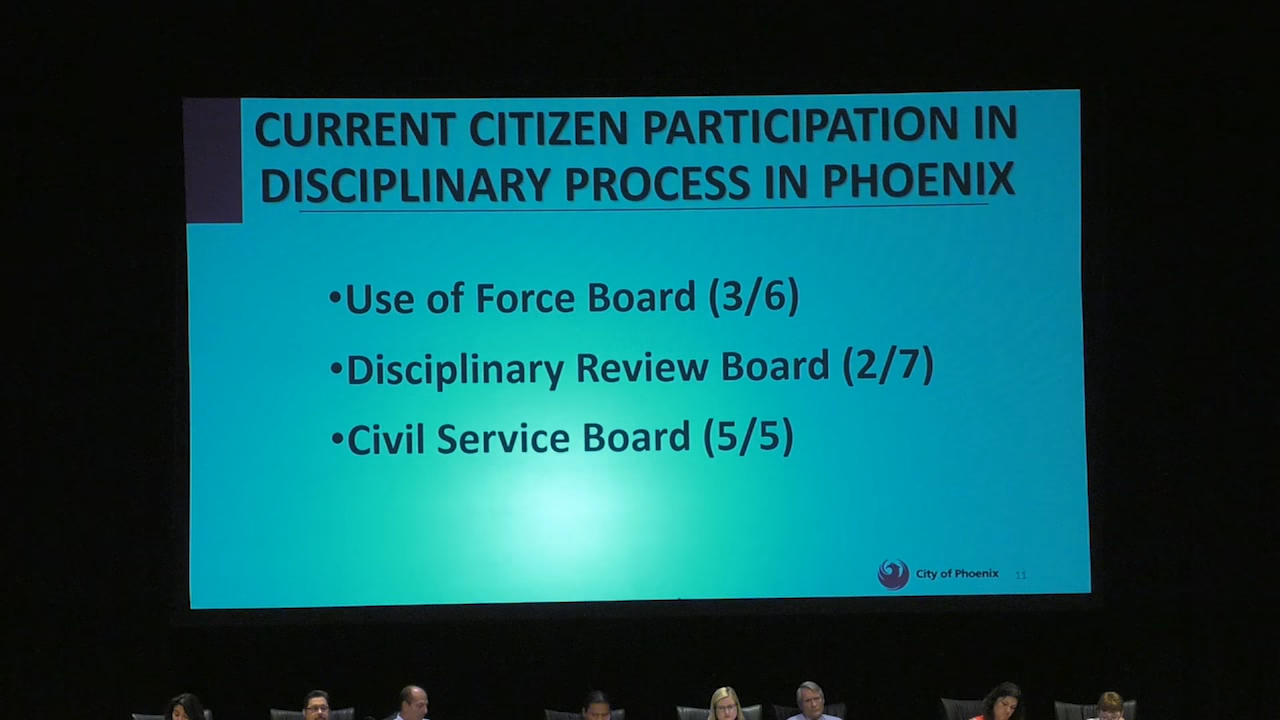 CURRENT CITIZEN PARTICIPATION IN
DISCIPLINARY PROCESS IN PHOENIX
•Use of Force Board (3/6)
•Disciplinary Review Board (2/7)
•Civil Service Board (5/5)
City of Phoenix 11